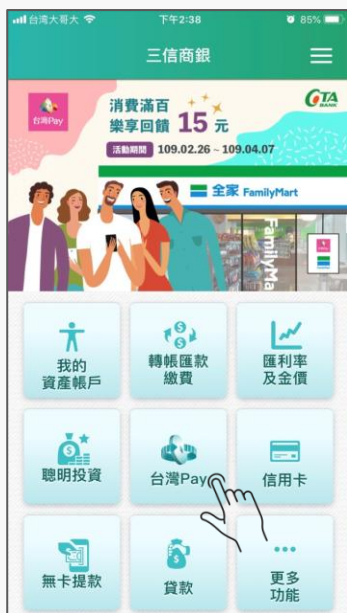 台灣大哥大
下午2:38
85%
三信商銀
台灣Pay
消費滿百
樂享回饋 15 元
活動期間 109.02.26 ~ 109.04.07
COTA
BANK
全家 FamilyMart
FamilyMa
我的
資產帳戶
轉帳匯款
繳費
匯利率
及金價
聰明投資
台灣Pay
信用卡
無卡提款
貸款
更多
功能